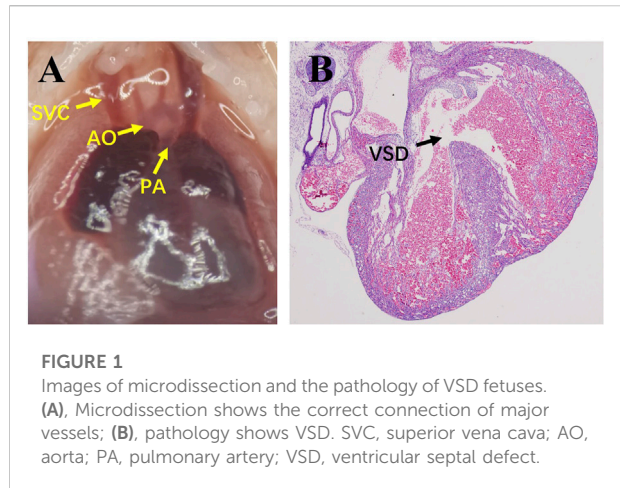 A
SVC
AO
PA
B
VSD
FIGURE 1
Images of microdissection and the pathology of VSD fetuses.
(A), Microdissection shows the correct connection of major
vessels; (B), pathology shows VSD. SVC, superior vena cava; AO,
aorta; PA, pulmonary artery; VSD, ventricular septal defect.